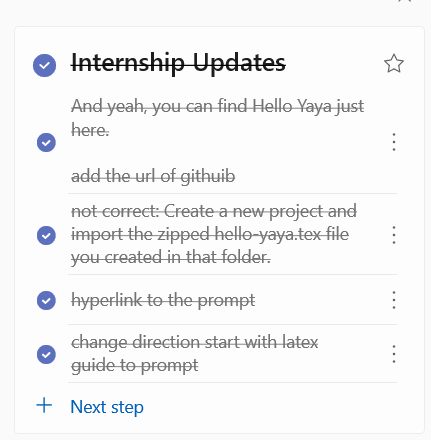 Internship Updates
And yeah, you can find Hello Yaya just
here.
add the url of githuib
not correct: Create a new project and
import the zipped hello-yaya.tex file
you created in that folder.
hyperlink to the prompt
change direction start with latex
guide to prompt
Next step